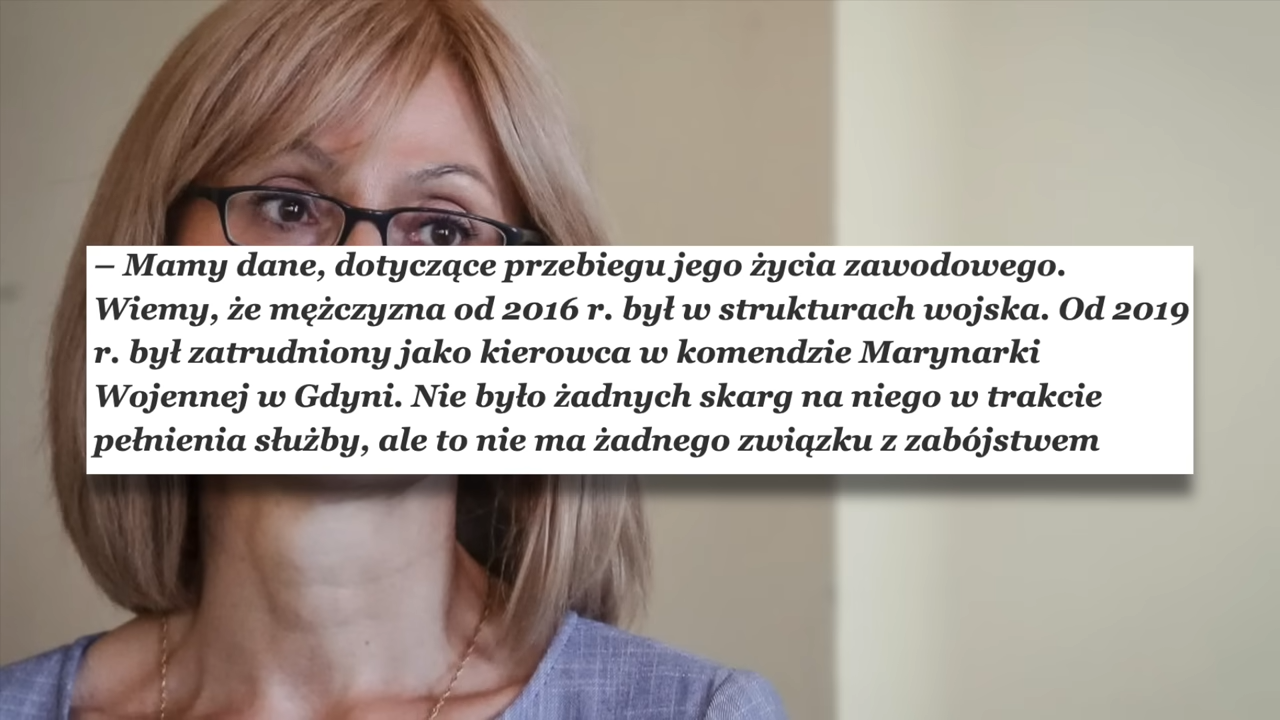 – Mamy dane, dotyczące przebiegu jego życia zawodowego.
Wiemy, że mężczyzna od 2016 r. był w strukturach wojska. Od 2019
r. był zatrudniony jako kierowca w komendzie Marynarki
Wojennej w Gdyni. Nie było żadnych skarg na niego w trakcie
pełnienia służby, ale to nie ma żadnego związku z zabójstwem